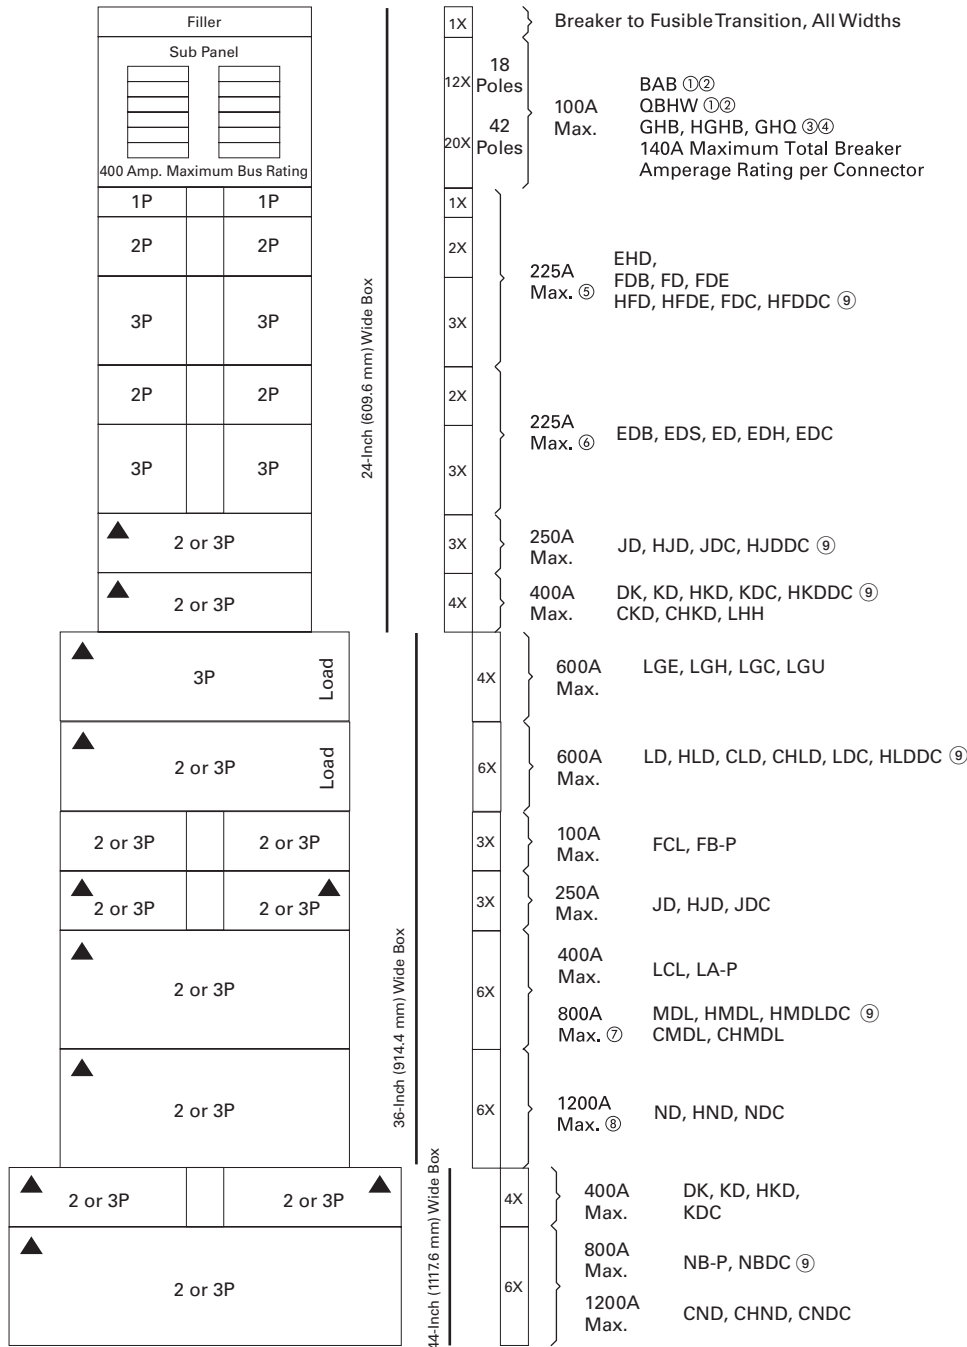 Filler
1X
Breaker to Fusible Transition, All Widths
Sub Panel
400 Amp. Maximum Bus Rating
12X
18 Poles
20X
42 Poles
100A Max.
BAB ①②
QBHW ①②
GHB, HGHB, GHQ ③④
140A Maximum Total Breaker
Amperage Rating per Connector
1P
1P
1X
2P
2P
2X
3P
3P
3X
225A Max. ⑤
EHD,
FDB, FD, FDE
HFD, HFDE, FDC, HFDDC ⑨
2P
2P
2X
3P
3P
3X
225A Max. ⑥
EDB, EDS, ED, EDH, EDC
2 or 3P
3X
250A Max.
JD, HJD, JDC, HJDDC ⑨
2 or 3P
4X
400A Max.
DK, KD, HKD, KDC, HKDDC ⑨
CKD, CHKD, LHH
24-Inch (609.6 mm) Wide Box
3P
Load
4X
600A Max.
LGE, LGH, LGC, LGU
2 or 3P
Load
6X
600A Max.
LD, HLD, CLD, CHLD, LDC, HLDDC ⑨
2 or 3P
2 or 3P
3X
100A Max.
FCL, FB-P
2 or 3P
2 or 3P
3X
250A Max.
JD, HJD, JDC
2 or 3P
6X
400A Max.
LCL, LA-P
800A Max. ⑦
MDL, HMDL, HMDLDC ⑨
CMDL, CHMDL
2 or 3P
6X
1200A Max. ⑧
ND, HND, NDC
36-Inch (914.4 mm) Wide Box
2 or 3P
2 or 3P
4X
400A Max.
DK, KD, HKD,
KDC
2 or 3P
6X
800A Max.
NB-P, NBDC ⑨
1200A Max.
CND, CHND, CNDC
44-Inch (1117.6 mm) Wide Box